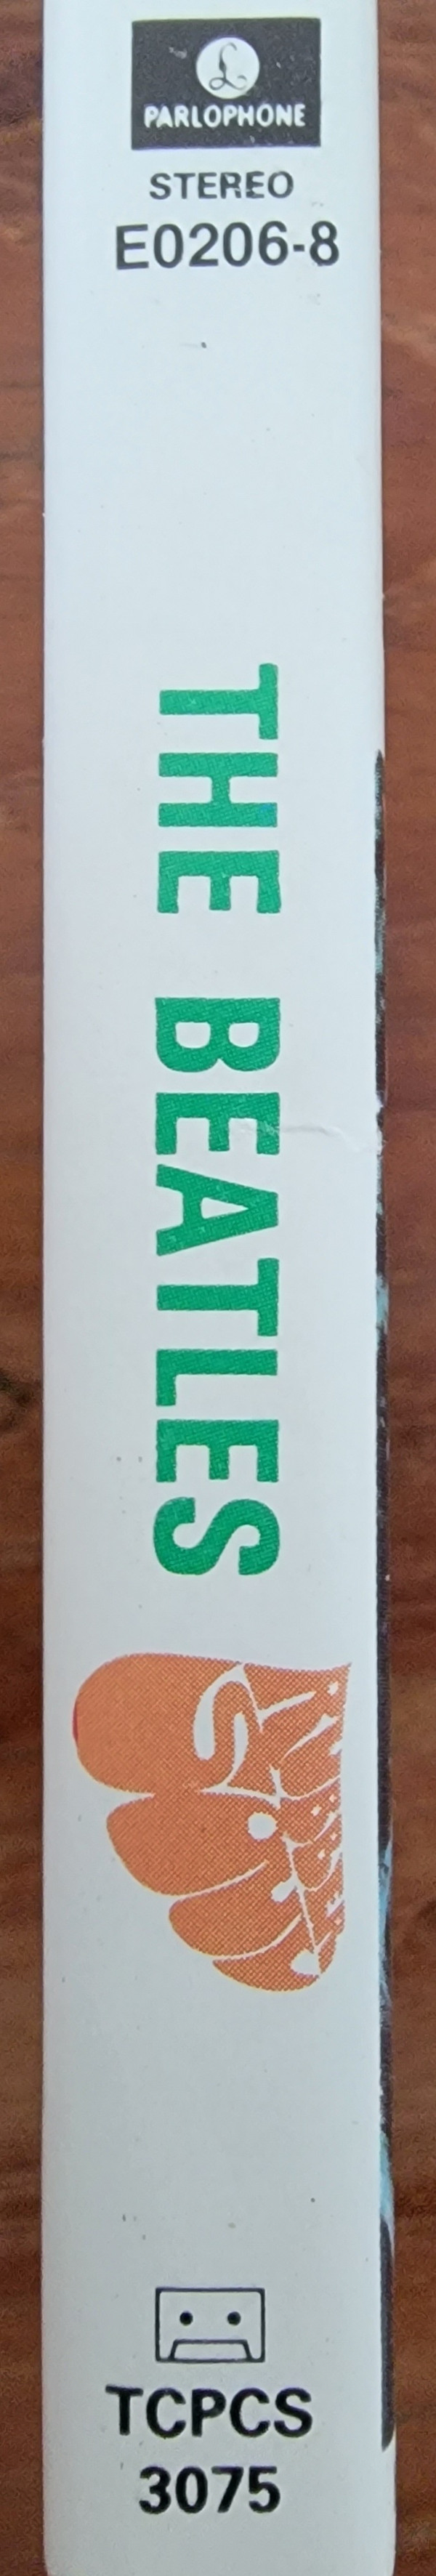 £
PARLOPHONE
STEREO
E0206-8
THE BEATLES
TCPCS
3075